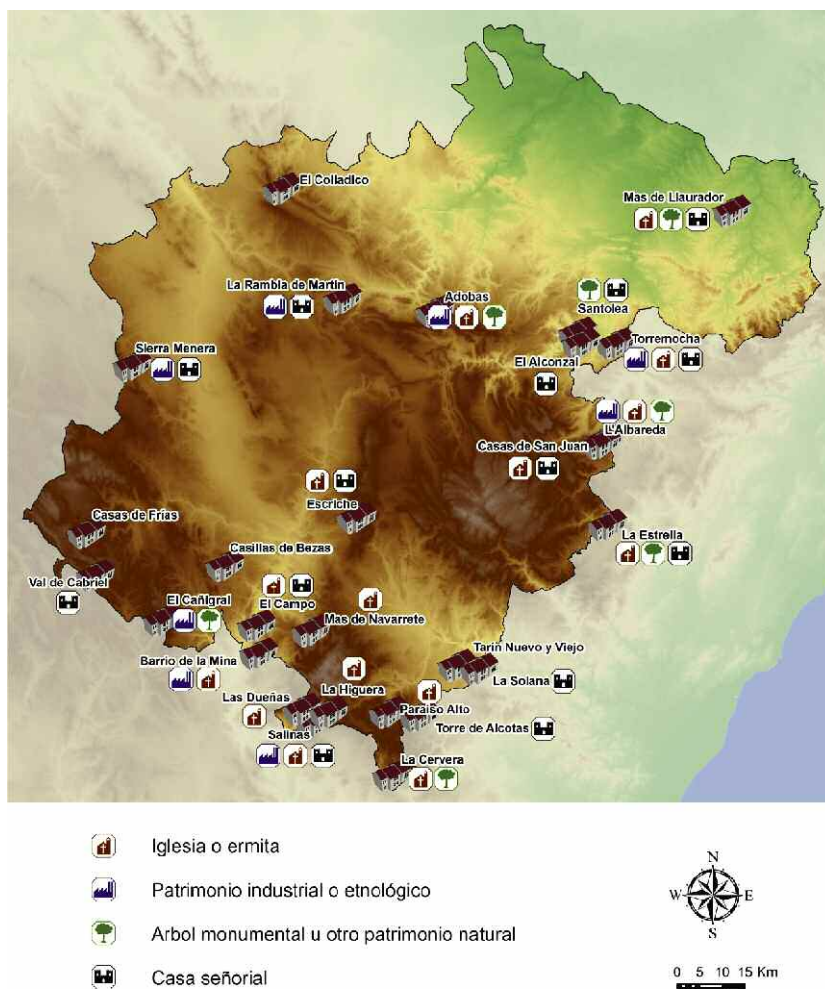 El Colladico
Mas de Llaurador
La Rambla de Martín
Adobas
Santolea
Torremocha
Sierra Menera
El Alconzal
L'Albareda
Casas de San Juan
Escriche
Casas de Frías
La Estrella
Casillas de Bezas
Val de Cabriel
El Cañigral
El Campo
Mas de Navarrete
Tarín Nuevo y Viejo
Barrio de la Mina
La Solana
La Higuera
Las Dueñas
Paraiso Alto
Torre de Alcotas
Salinas
La Cervera
Iglesia o ermita
Patrimonio industrial o etnológico
Arbol monumental u otro patrimonio natural
Casa señorial
N
W E
S
0 5 10 15 Km